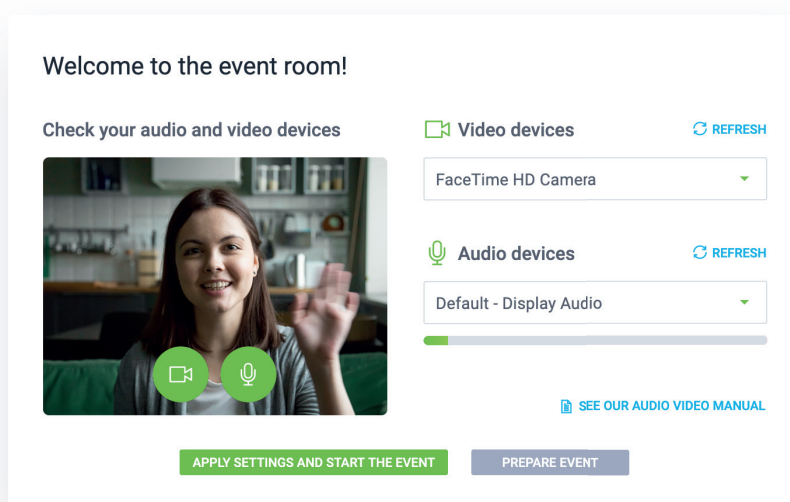 Welcome to the event room!
Check your audio and video devices
Video devices
REFRESH
FaceTime HD Camera
Audio devices
REFRESH
Default - Display Audio
SEE OUR AUDIO VIDEO MANUAL
APPLY SETTINGS AND START THE EVENT
PREPARE EVENT